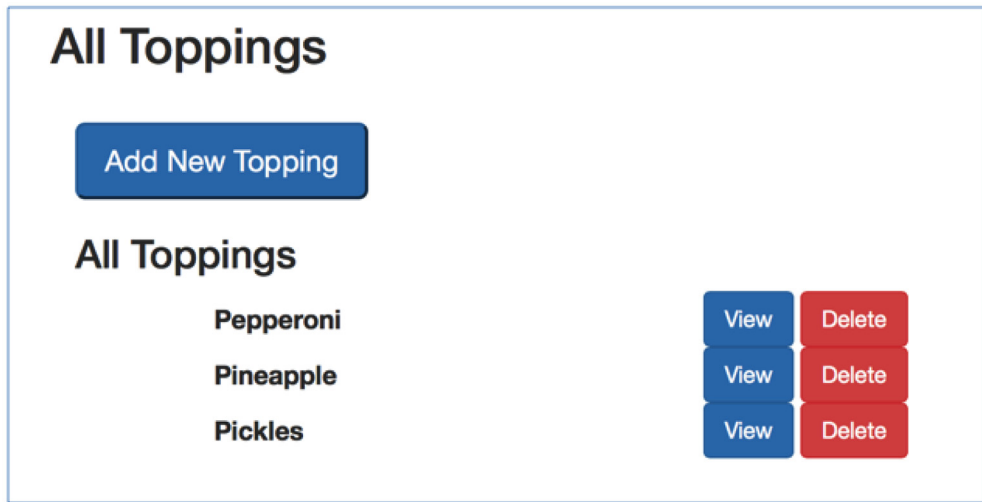 All Toppings
Add New Topping
All Toppings
Pepperoni View Delete
Pineapple View Delete
Pickles View Delete